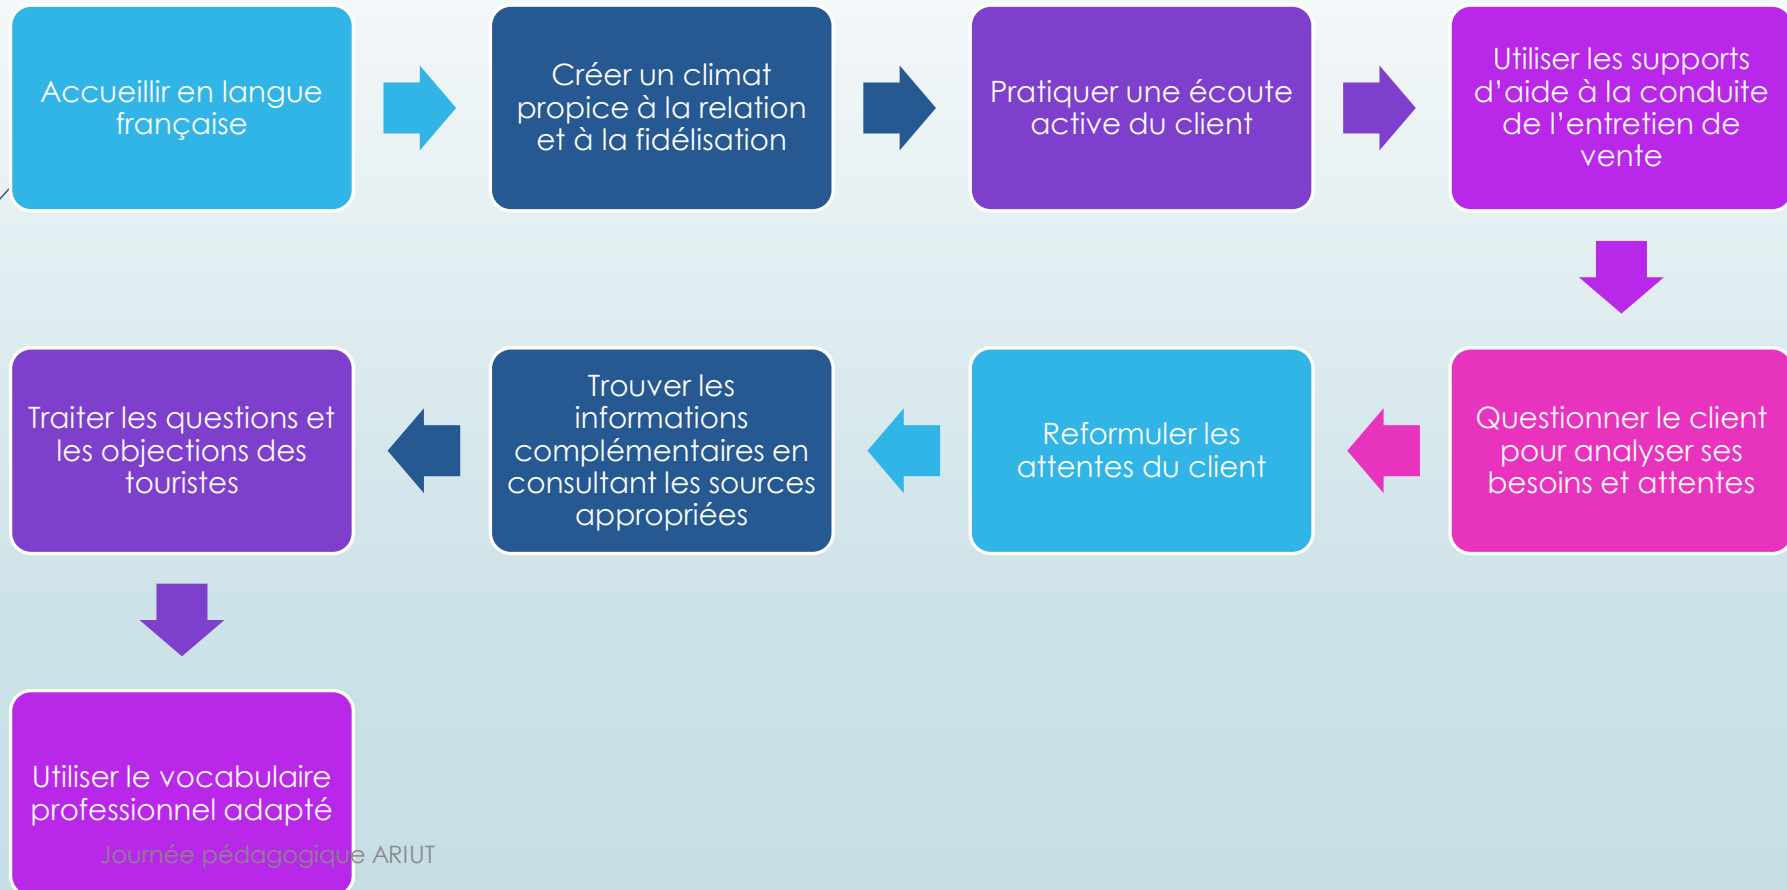 Accueillir en langue
française
Créer un climat
propice à la relation
et à la fidélisation
Pratiquer une écoute
active du client
Utiliser les supports
d’aide à la conduite
de l’entretien de
vente
Questionner le client
pour analyser ses
besoins et attentes
Reformuler les
attentes du client
Trouver les
informations
complémentaires en
consultant les sources
appropriées
Traiter les questions et
les objections des
touristes
Utiliser le vocabulaire
professionnel adapté
Journée pédagogique ARIUT